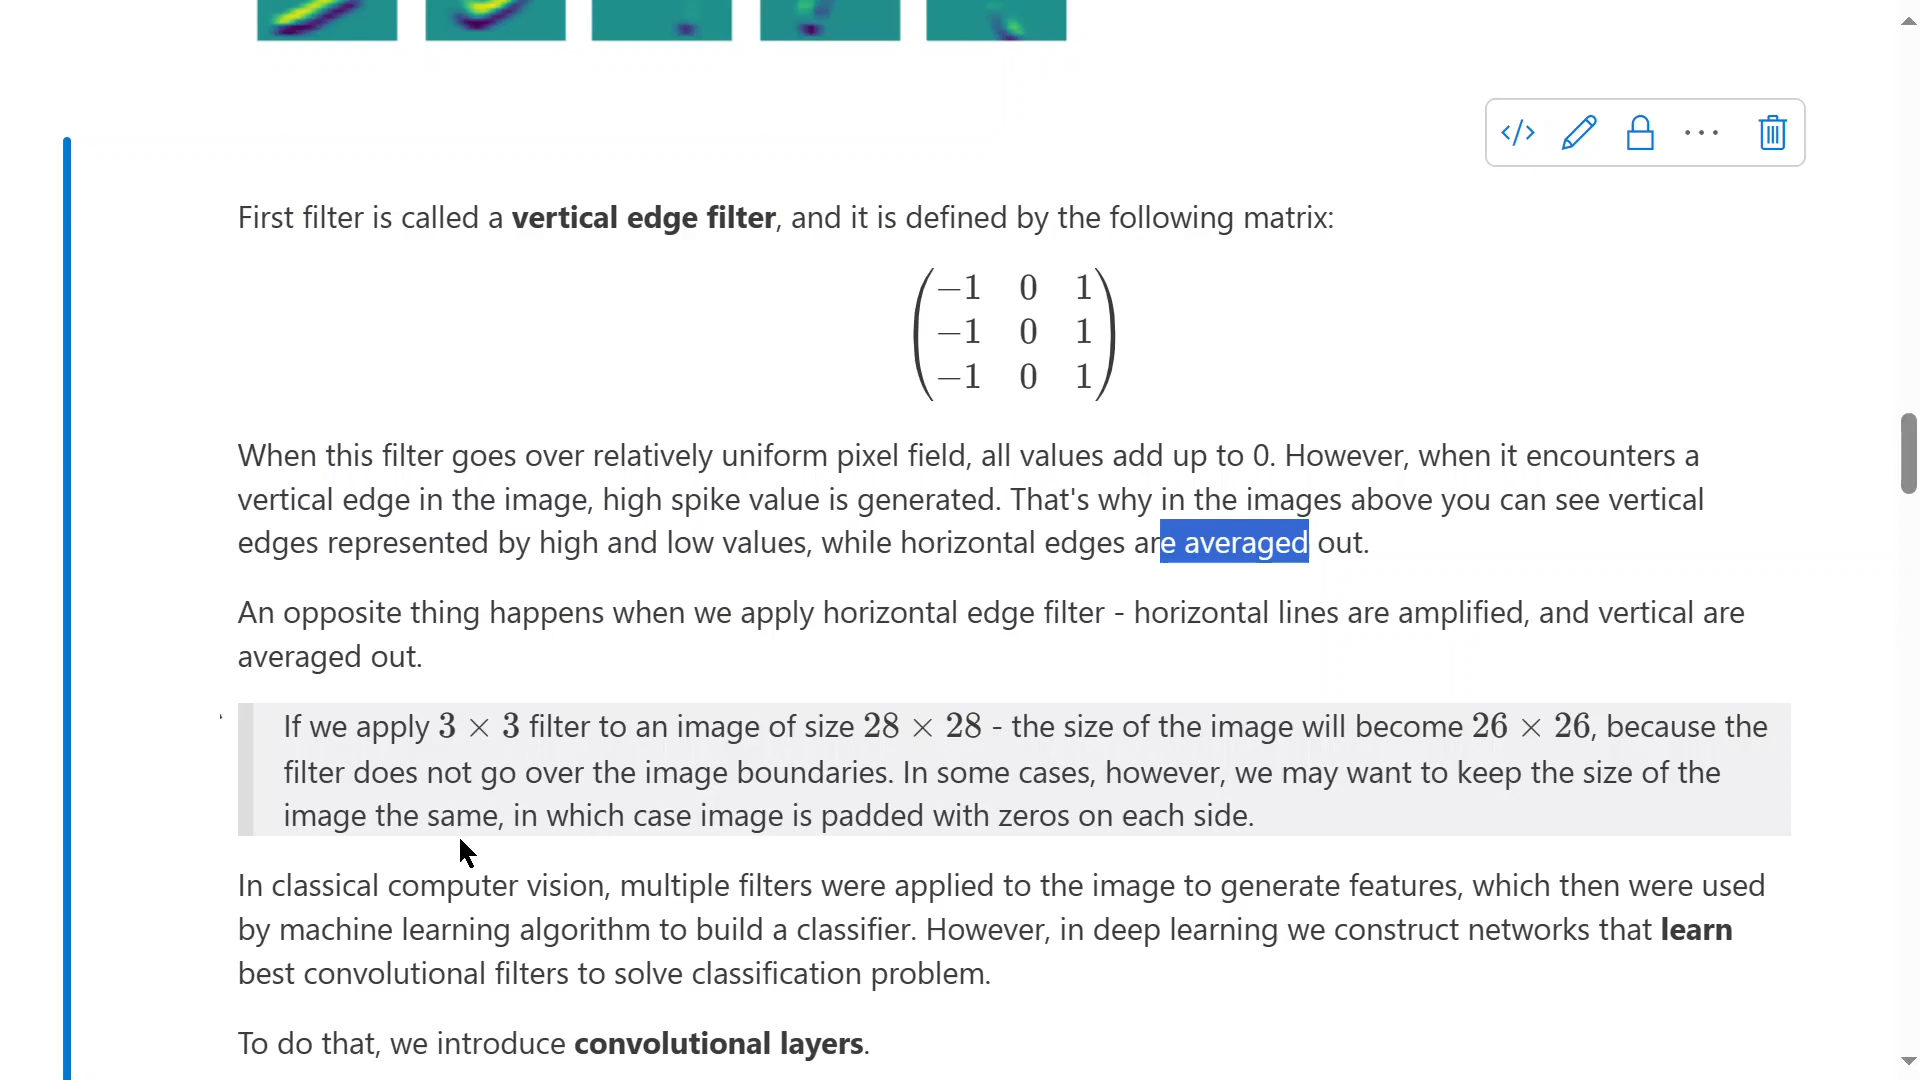 First filter is called a vertical edge filter, and it is defined by the following matrix:
−1 0 1
−1 0 1
−1 0 1
When this filter goes over relatively uniform pixel field, all values add up to 0. However, when it encounters a
vertical edge in the image, high spike value is generated. That's why in the images above you can see vertical
edges represented by high and low values, while horizontal edges are averaged out.
An opposite thing happens when we apply horizontal edge filter - horizontal lines are amplified, and vertical are
averaged out.
If we apply 3 × 3 filter to an image of size 28 × 28 - the size of the image will become 26 × 26, because the
filter does not go over the image boundaries. In some cases, however, we may want to keep the size of the
image the same, in which case image is padded with zeros on each side.
In classical computer vision, multiple filters were applied to the image to generate features, which then were used
by machine learning algorithm to build a classifier. However, in deep learning we construct networks that learn
best convolutional filters to solve classification problem.
To do that, we introduce convolutional layers.